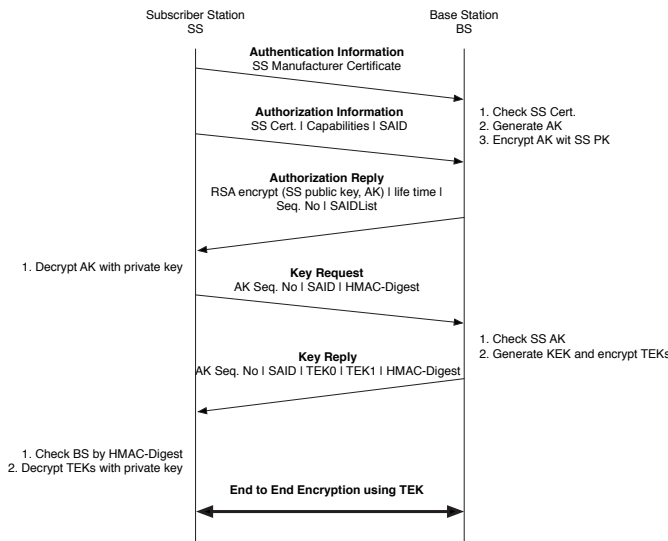 Subscriber Station
SS
Base Station
BS
Authentication Information
SS Manufacturer Certificate
Authorization Information
SS Cert. | Capabilities | SAID
1. Check SS Cert.
2. Generate AK
3. Encrypt AK wit SS PK
Authorization Reply
RSA encrypt (SS public key, AK) | life time |
Seq. No | SAIDList
1. Decrypt AK with private key
Key Request
AK Seq. No | SAID | HMAC-Digest
1. Check SS AK
2. Generate KEK and encrypt TEKs
Key Reply
AK Seq. No | SAID | TEK0 | TEK1 | HMAC-Digest
1. Check BS by HMAC-Digest
2. Decrypt TEKs with private key
End to End Encryption using TEK